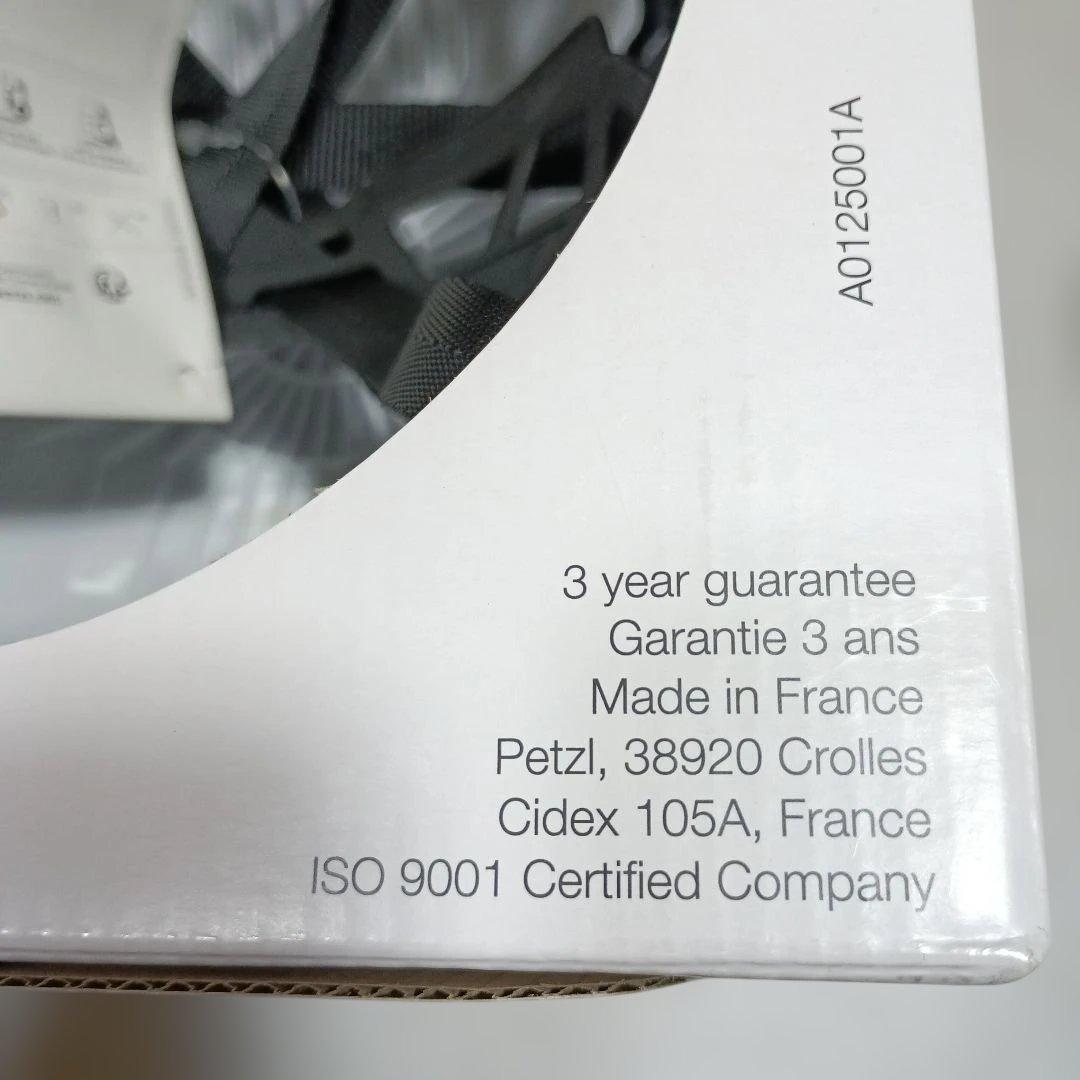 A0125001A
3 year guarantee
Garantie 3 ans
Made in France
Petzl, 38920 Crolles
Cidex 105A, France
ISO 9001 Certified Company